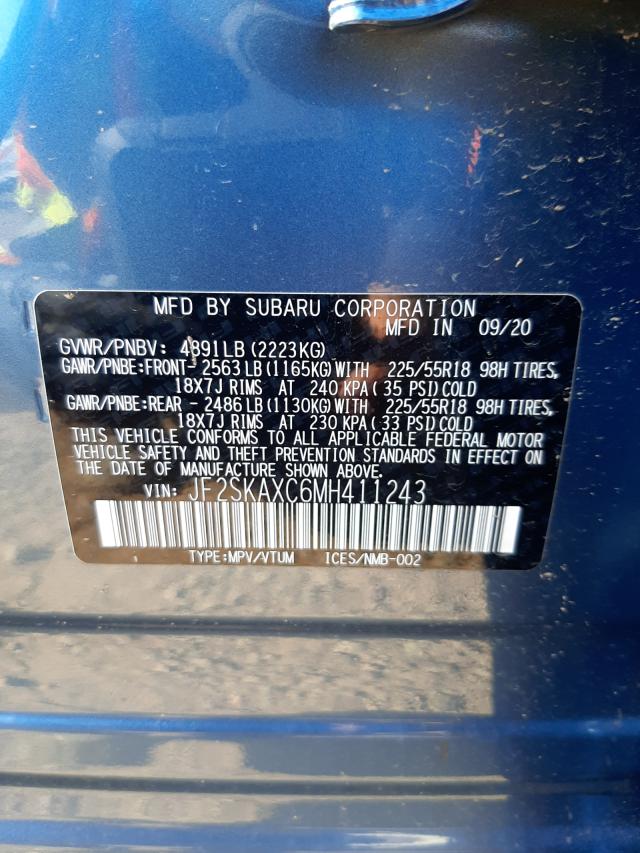 MFD BY SUBARU CORPORATION
MFD IN 09/20
GVWR/PNBV: 4891LB (2223KG)
GAWR/PNBE:FRONT- 2563 LB (1165KG) WITH 225/55R18 98H TIRES,
18X7J RIMS AT 240 KPA (35 PSI) COLD
GAWR/PNBE:REAR - 2486 LB (1130KG) WITH 225/55R18 98H TIRES,
18X7J RIMS AT 230 KPA (33 PSI) COLD
THIS VEHICLE CONFORMS TO ALL APPLICABLE FEDERAL MOTOR
VEHICLE SAFETY AND THEFT PREVENTION STANDARDS IN EFFECT ON
THE DATE OF MANUFACTURE SHOWN ABOVE.
VIN: JF2SKAXC6MH411243
TYPE:MPV/VTUM ICES/NMB-002